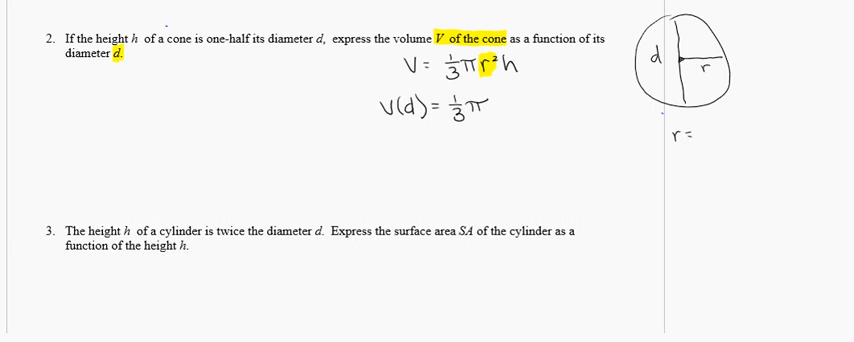 2. If the height h of a cone is one-half its diameter d, express the volume V of the cone as a function of its
diameter d.
V = 1/3 π r² h
V(d) = 1/3 π
d
r
r =
3. The height h of a cylinder is twice the diameter d. Express the surface area SA of the cylinder as a
function of the height h.